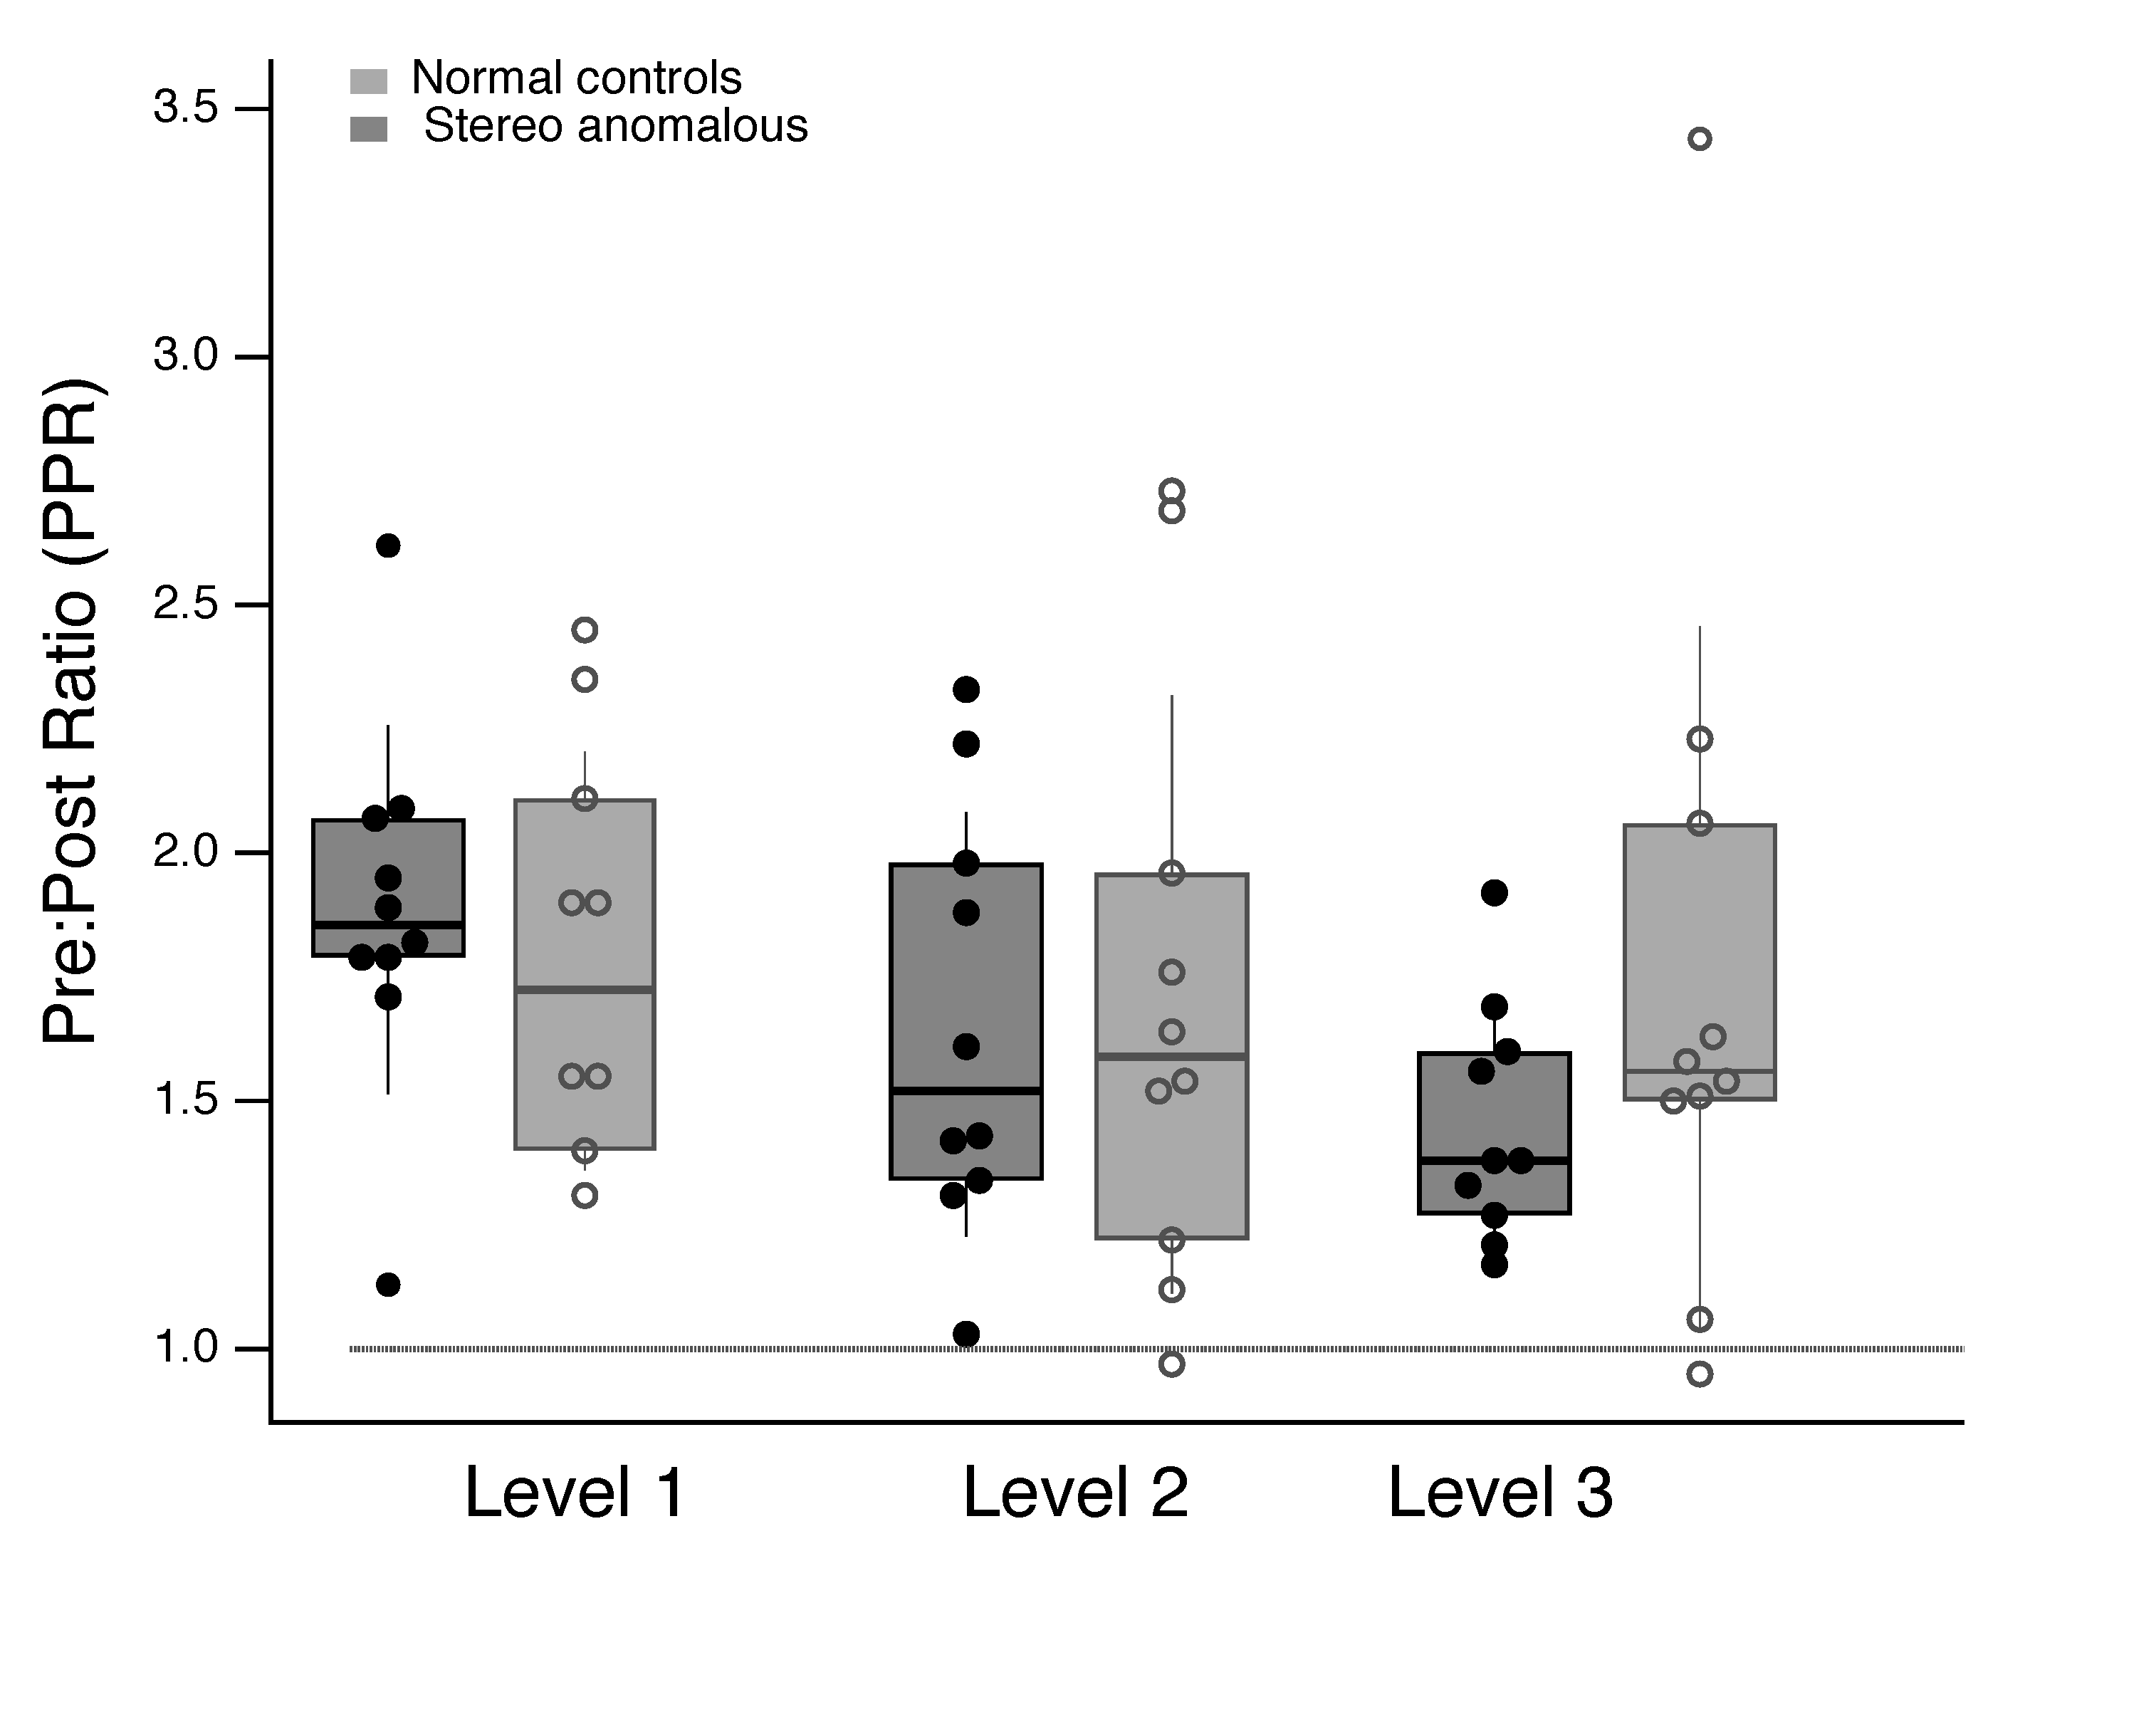 Normal controls
Stereo anomalous
3.5
3.0
2.5
2.0
1.5
1.0
Pre:Post Ratio (PPR)
Level 1
Level 2
Level 3